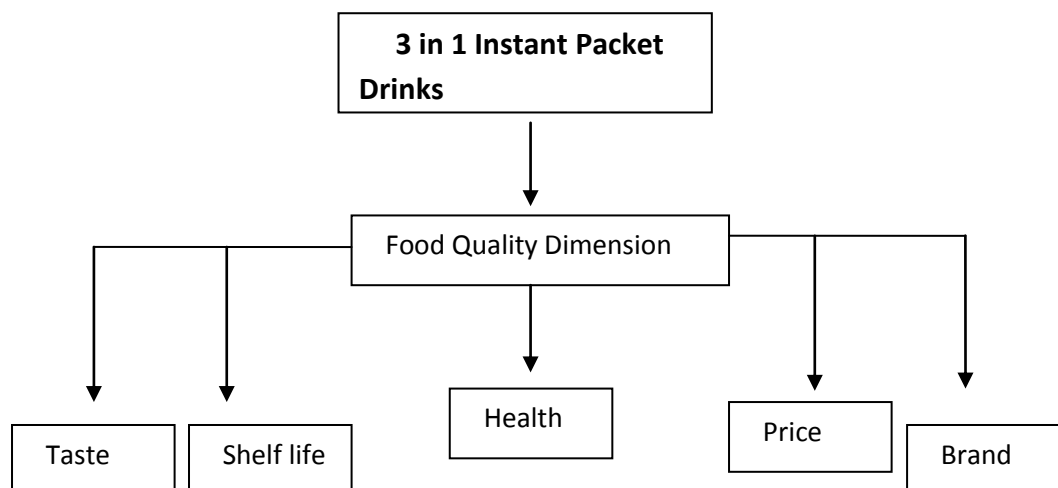 3 in 1 Instant Packet
Drinks
Food Quality Dimension
Taste
Shelf life
Health
Price
Brand